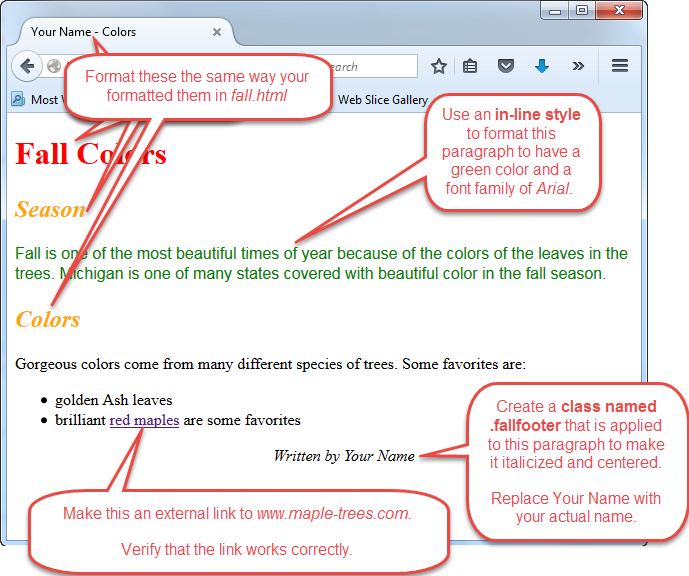 Your Name - Colors
Format these the same way your
formatted them in fall.html
search
Most
Web Slice Gallery
Use an in-line style
to format this
paragraph to have a
green color and a
font family of Arial.
Fall Colors
Season
Fall is one of the most beautiful times of year because of the colors of the leaves in the
trees. Michigan is one of many states covered with beautiful color in the fall season.
Colors
Gorgeous colors come from many different species of trees. Some favorites are:
• golden Ash leaves
• brilliant red maples are some favorites
Written by Your Name
Create a class named
.fallfooter that is applied
to this paragraph to make
it italicized and centered.
Replace Your Name with
your actual name.
Make this an external link to www.maple-trees.com.
Verify that the link works correctly.